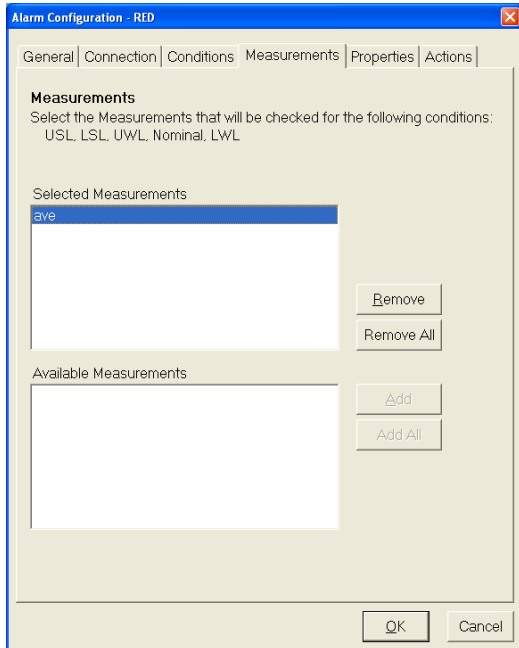 Alarm Configuration - RED
General Connection Conditions Measurements Properties Actions
Measurements
Select the Measurements that will be checked for the following conditions:
USL, LSL, UWL, Nominal, LWL
Selected Measurements
ave
Remove
Remove All
Available Measurements
Add
Add All
OK Cancel